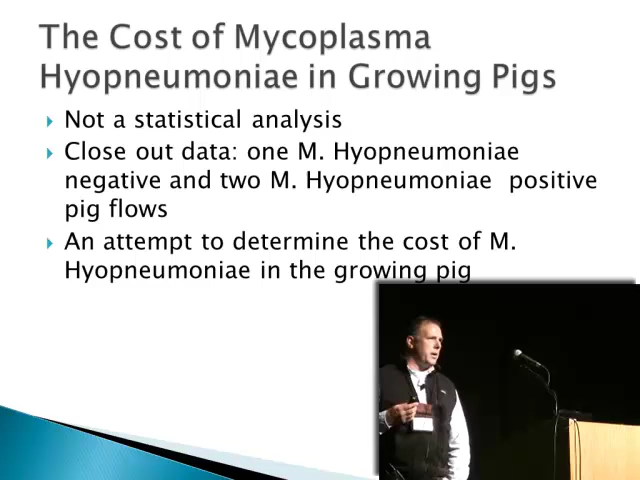 The Cost of Mycoplasma
Hyopneumoniae in Growing Pigs
Not a statistical analysis
Close out data: one M. Hyopneumoniae
negative and two M. Hyopneumoniae positive
pig flows
An attempt to determine the cost of M.
Hyopneumoniae in the growing pig